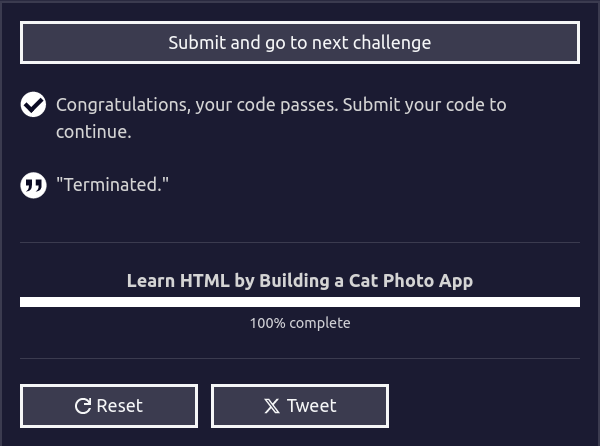 Submit and go to next challenge
Congratulations, your code passes. Submit your code to
continue.
"Terminated."
Learn HTML by Building a Cat Photo App
100% complete
Reset
Tweet